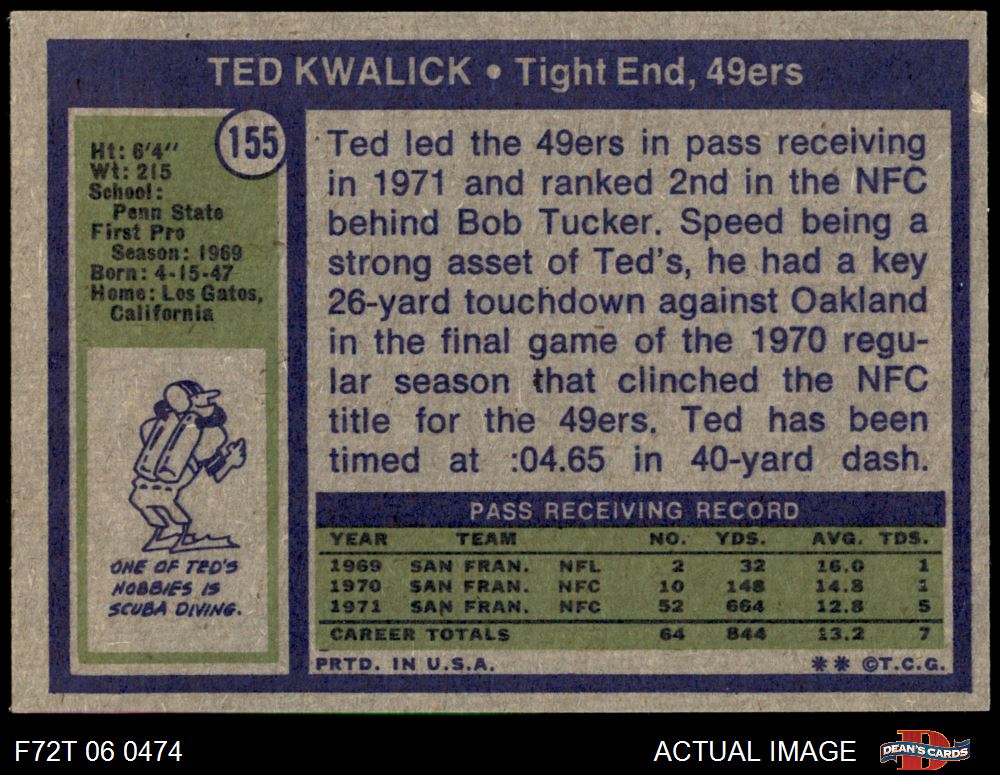 TED KWALICK • Tight End, 49ers
155
Ht: 6'4"
Wt: 215
School:
Penn State
First Pro
Season: 1969
Born: 4-15-47
Home: Los Gatos,
California
ONE OF TED'S
HOBBIES IS
SCUBA DIVING.
Ted led the 49ers in pass receiving
in 1971 and ranked 2nd in the NFC
behind Bob Tucker. Speed being a
strong asset of Ted's, he had a key
26-yard touchdown against Oakland
in the final game of the 1970 regu-
lar season that clinched the NFC
title for the 49ers. Ted has been
timed at :04.65 in 40-yard dash.
PASS RECEIVING RECORD
YEAR TEAM NO. YDS. AVG. TDS.
1969 SAN FRAN. NFL 2 32 16.0 1
1970 SAN FRAN. NFC 10 148 14.8 1
1971 SAN FRAN. NFC 52 664 12.8 5
CAREER TOTALS 64 844 13.2 7
PRTD. IN U.S.A. ** ©T.C.G.
F72T 06 0474 ACTUAL IMAGE D DEAN'S CARDS